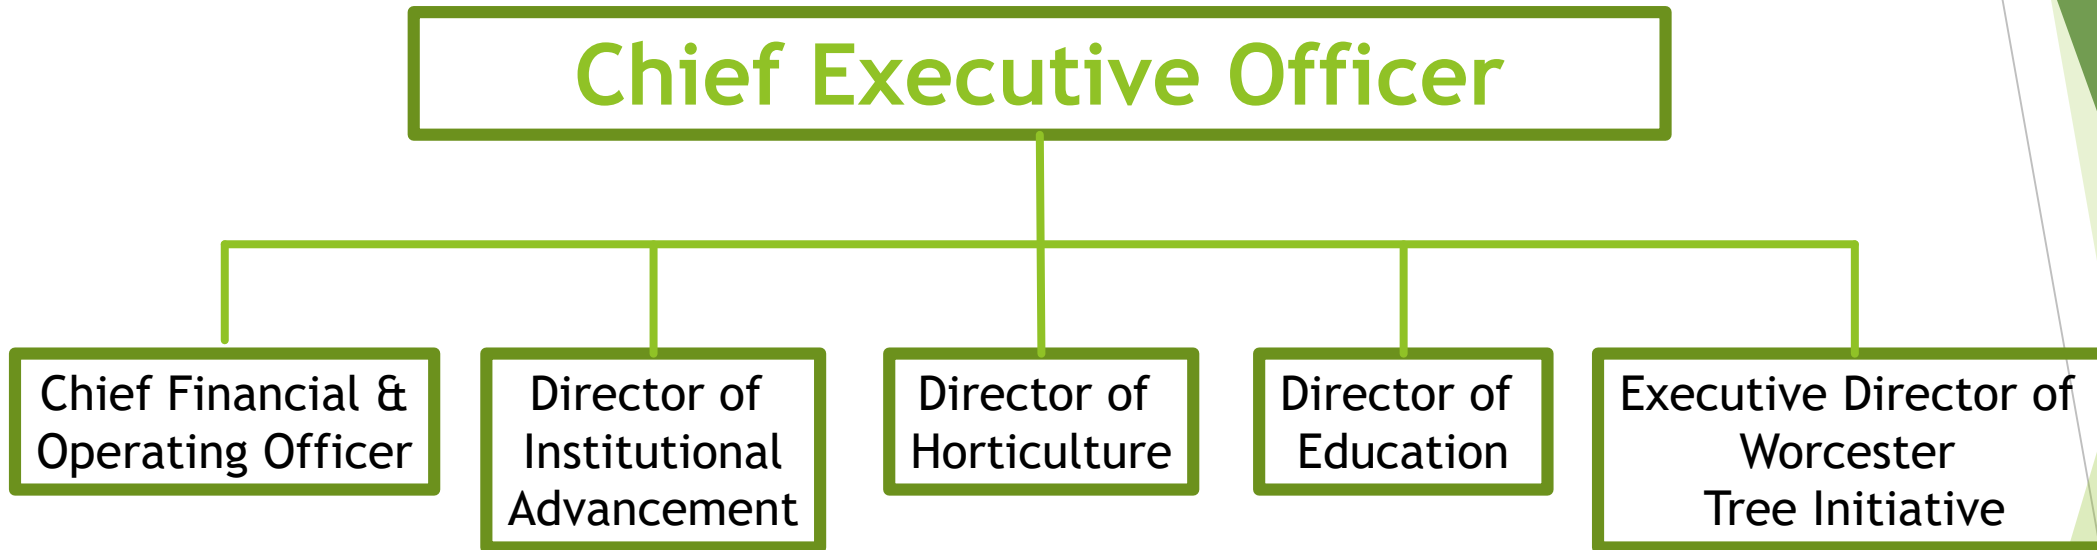 Chief Executive Officer
Chief Financial &
Operating Officer
Director of
Institutional
Advancement
Director of
Horticulture
Director of
Education
Executive Director of
Worcester
Tree Initiative